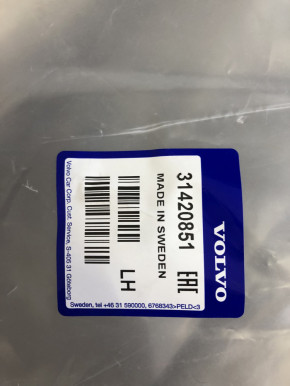 VOLVO
31420851 EAC
MADE IN SWEDEN
LH
Volvo Car Corp. Cust. Service, S-405 31 Göteborg
Sweden, tel +46 31 590000, 6768343>PELD<3